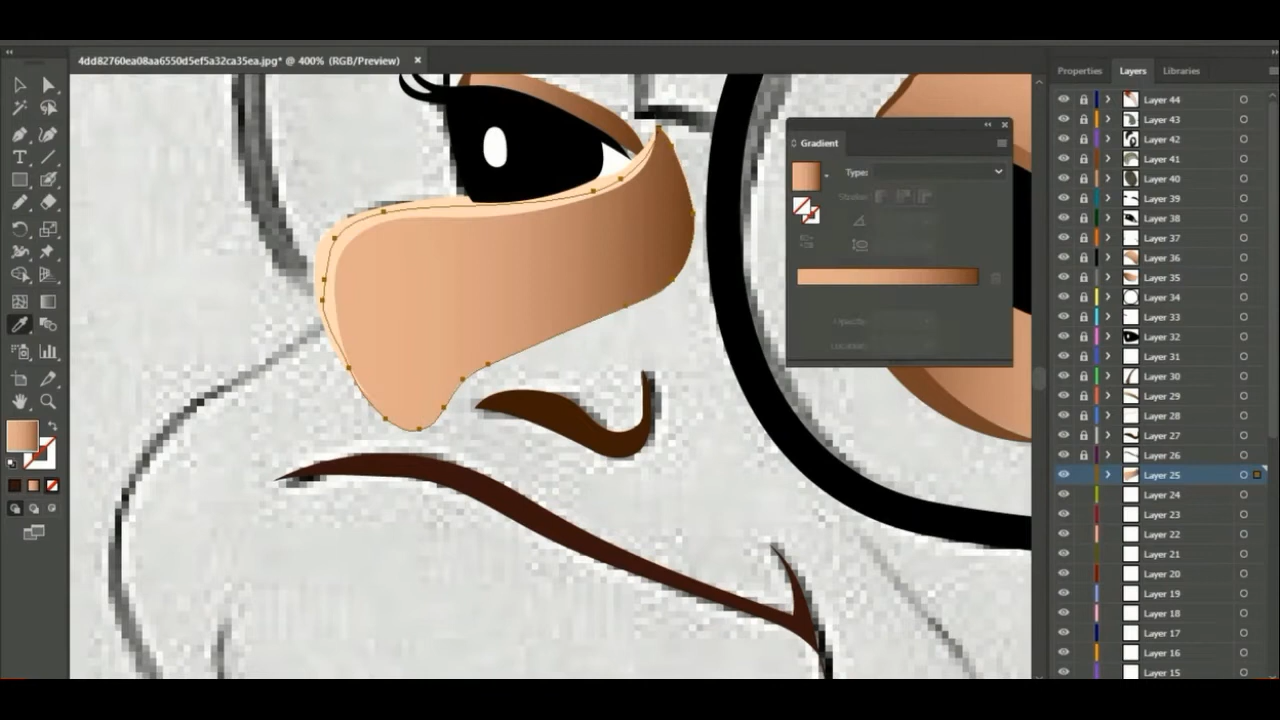 4dd82760ea08aa6550d5ef5a32ca35ea.jpg* @ 400% (RGB/Preview)
Properties
Layers
Libraries
Gradient
Type:
Stroke:
Opacity:
Location:
Layer 44
Layer 43
Layer 42
Layer 41
Layer 40
Layer 39
Layer 38
Layer 37
Layer 36
Layer 35
Layer 34
Layer 33
Layer 32
Layer 31
Layer 30
Layer 29
Layer 28
Layer 27
Layer 26
Layer 25
Layer 24
Layer 23
Layer 22
Layer 21
Layer 20
Layer 19
Layer 18
Layer 17
Layer 16
Layer 15